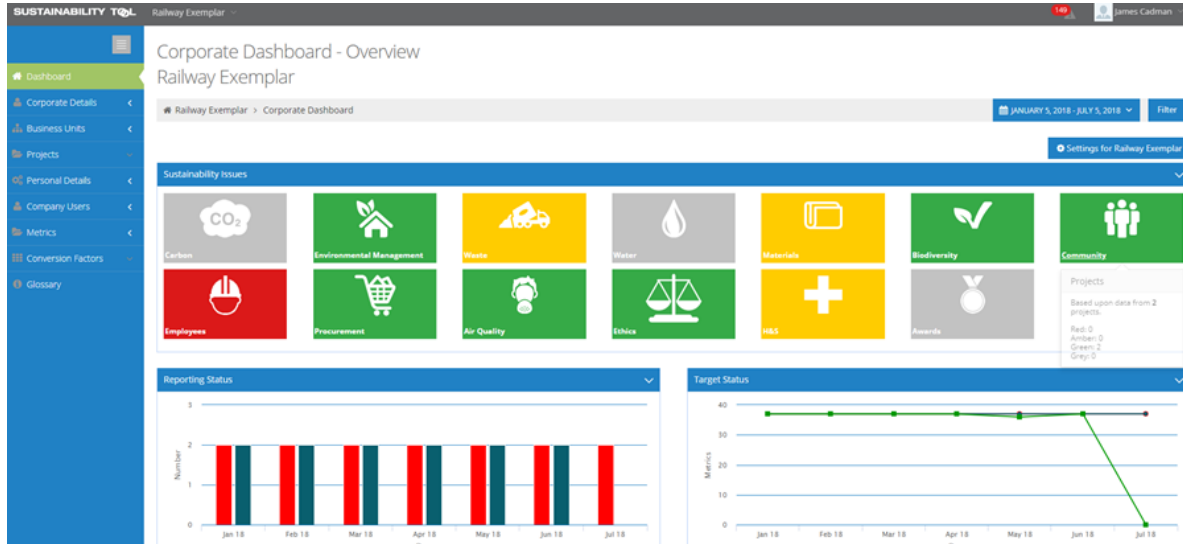 SUSTAINABILITY TOOL Railway Exemplar 149 James Cadman
Corporate Dashboard - Overview
Railway Exemplar
Dashboard
Corporate Details
Business Units
Projects
Personal Details
Company Users
Metrics
Conversion Factors
Glossary
Railway Exemplar > Corporate Dashboard JANUARY 5, 2018 - JULY 5, 2018 Filter
Settings for Railway Exemplar
Sustainability Issues
CO2
Carbon Environmental Management Waste Water Materials Biodiversity Community
Employees Procurement Air Quality Ethics H&S Awards
Projects
Based upon data from 2
projects.
Red: 0
Amber: 0
Green: 2
Grey: 0
Reporting Status
3
2
1
0
Number
Jan 18 Feb 18 Mar 18 Apr 18 May 18 Jun 18 Jul 18
Target Status
40
30
20
10
0
Metrics
Jan 18 Feb 18 Mar 18 Apr 18 May 18 Jun 18 Jul 18